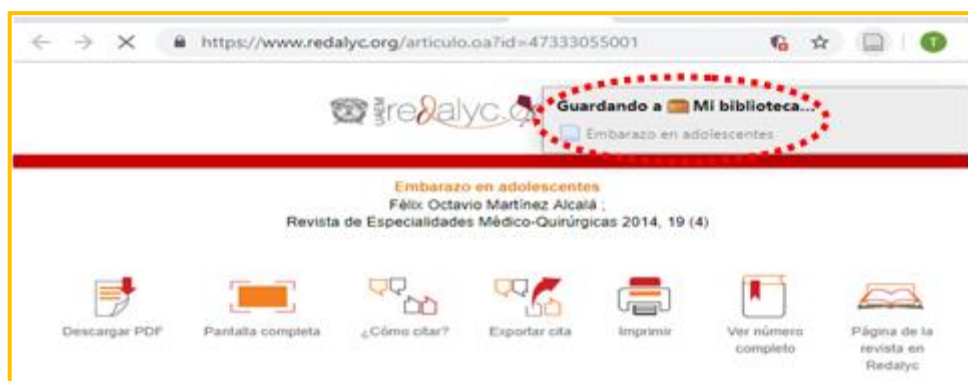 https://www.redalyc.org/articulo.oa?id=47333055001
T
UAEM redalyc.o
Guardando a Mi biblioteca...
Embarazo en adolescentes
Embarazo en adolescentes
Félix Octavio Martínez Alcalá ;
Revista de Especialidades Médico-Quirúrgicas 2014, 19 (4)
Descargar PDF
Pantalla completa
¿Cómo citar?
Exportar cita
Imprimir
Ver número
completo
Página de la
revista en
Redalyc